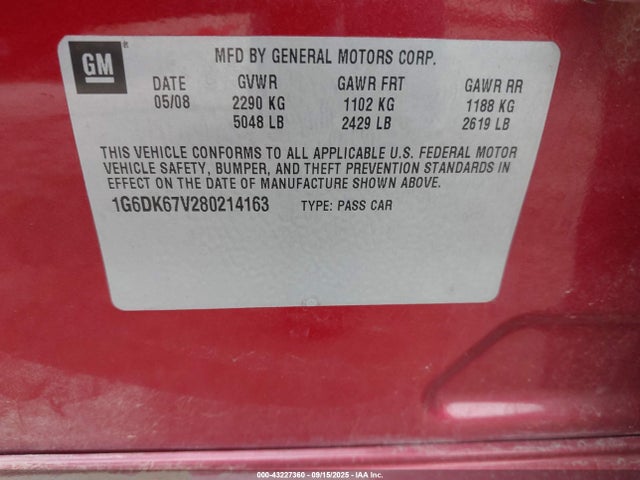 GM
MFD BY GENERAL MOTORS CORP.
DATE GVWR GAWR FRT GAWR RR
05/08 2290 KG 1102 KG 1188 KG
5048 LB 2429 LB 2619 LB
THIS VEHICLE CONFORMS TO ALL APPLICABLE U.S. FEDERAL MOTOR
VEHICLE SAFETY, BUMPER, AND THEFT PREVENTION STANDARDS IN
EFFECT ON THE DATE OF MANUFACTURE SHOWN ABOVE.
1G6DK67V280214163 TYPE: PASS CAR
000-43227360 - 09/15/2025 - IAA Inc.